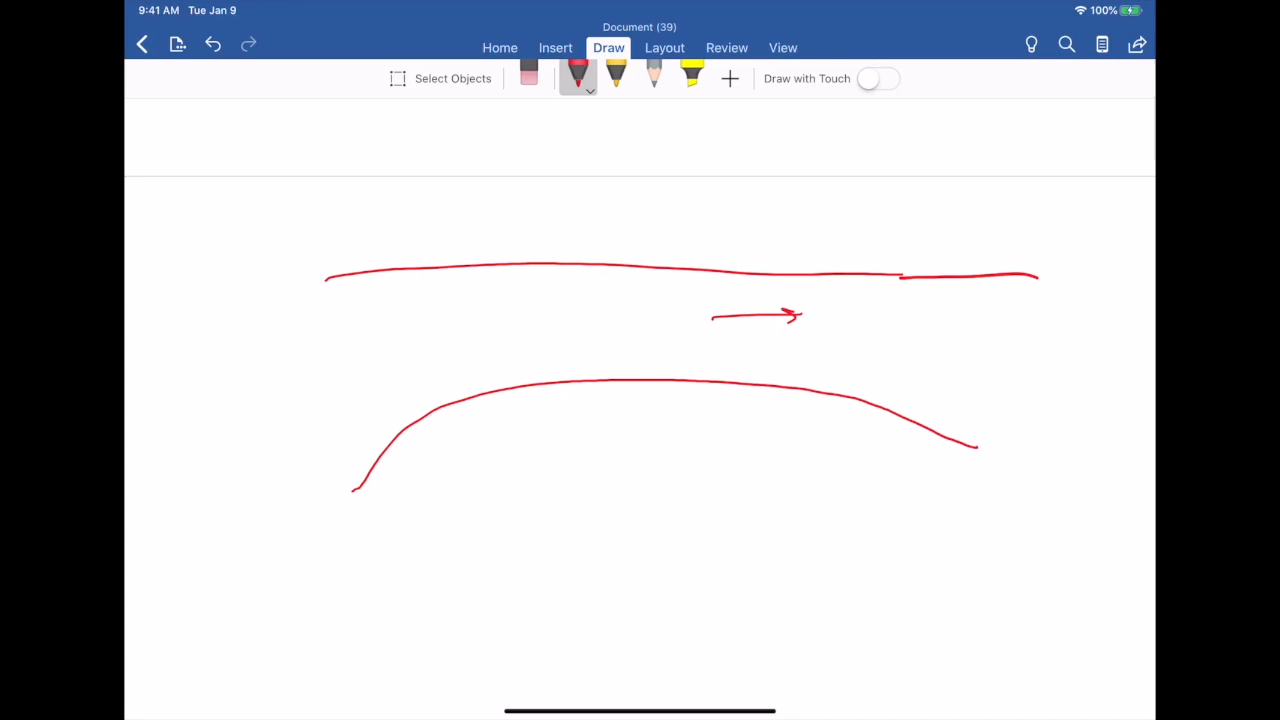 9:41 AM Tue Jan 9 100%
Document (39)
Home Insert Draw Layout Review View
Select Objects Draw with Touch